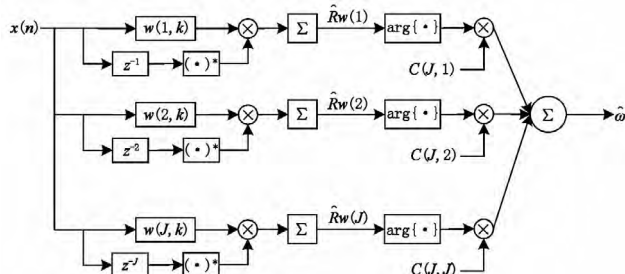 x(n) w(1, k) Σ R̂w(1) arg{•}
z⁻¹ (•)* C(J, 1)
w(2, k) Σ R̂w(2) arg{•} Σ ω̂
z⁻² (•)* C(J, 2)
w(J, k) Σ R̂w(J) arg{•}
z⁻ᴶ (•)* C(J, J)